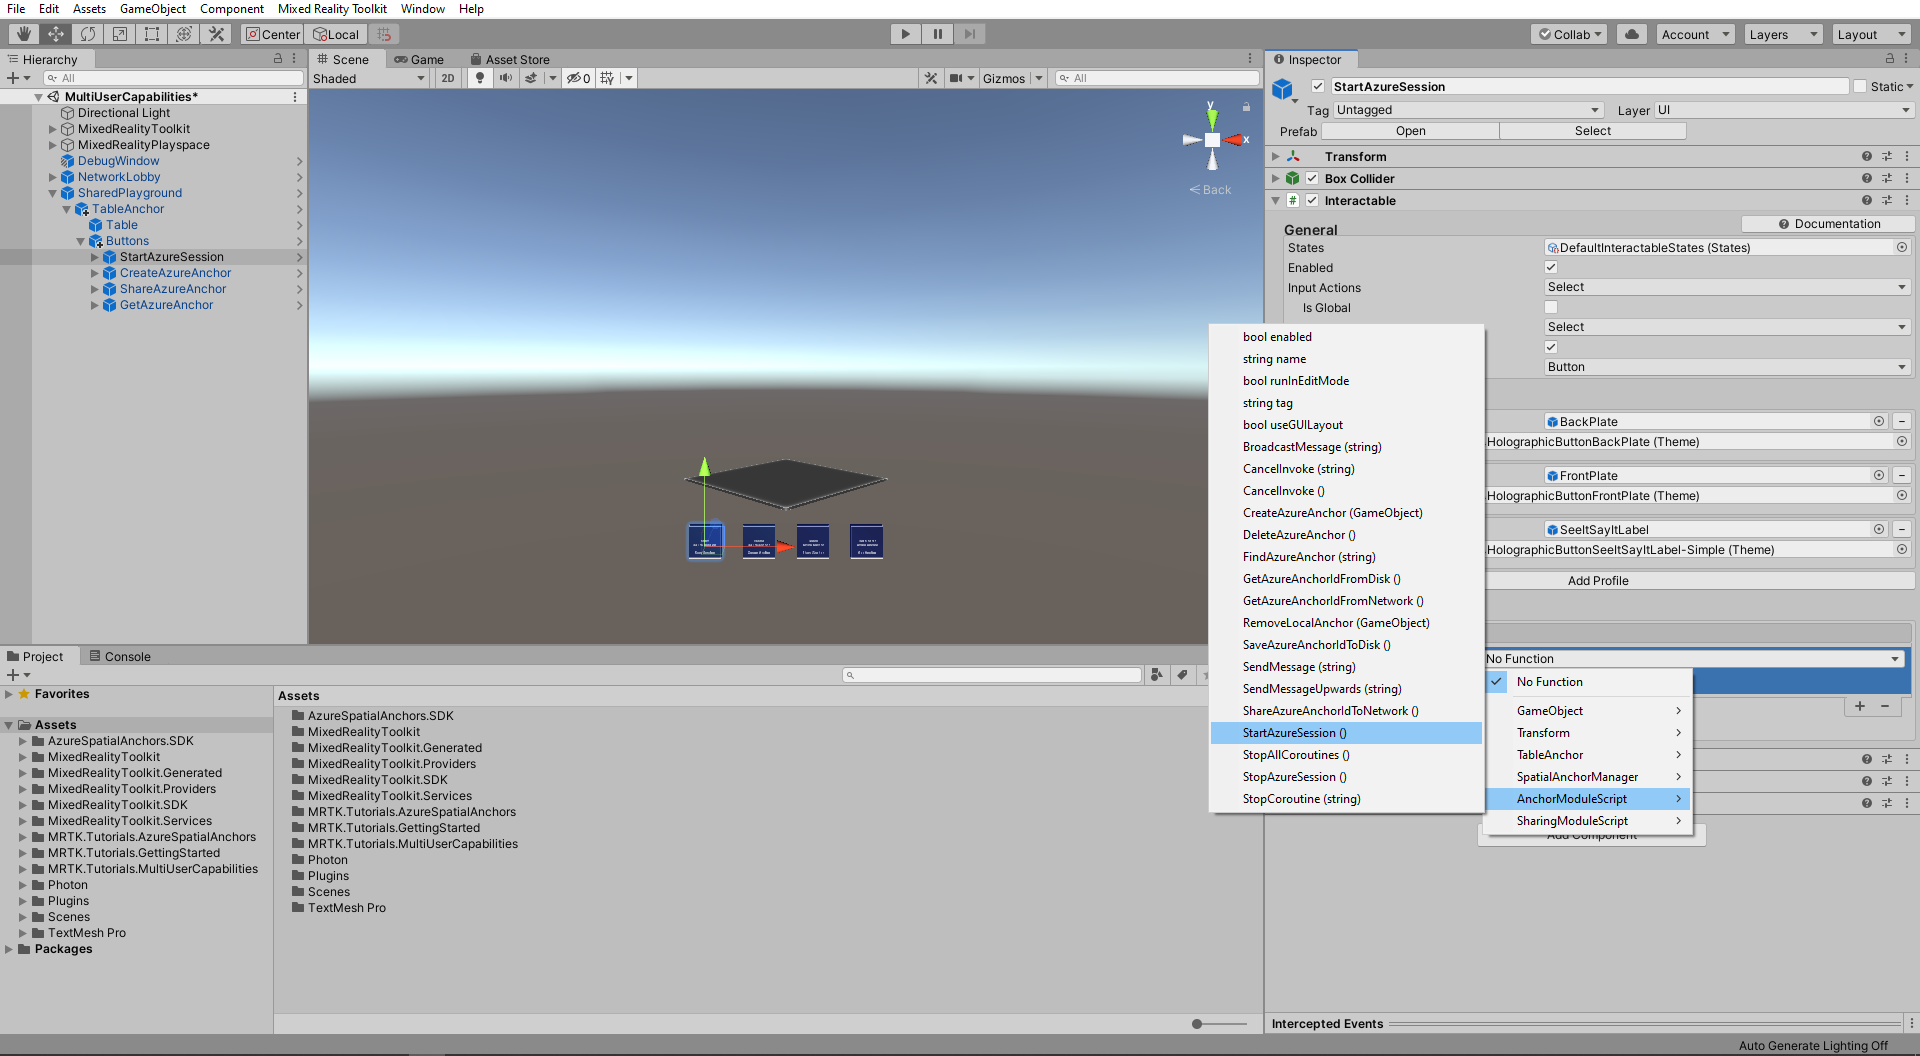 File Edit Assets GameObject Component Mixed Reality Toolkit Window Help
Center Local Collab Account Layers Layout
Hierarchy
All
MultiUserCapabilities*
Directional Light
MixedRealityToolkit
MixedRealityPlayspace
DebugWindow
NetworkLobby
SharedPlayground
TableAnchor
Table
Buttons
StartAzureSession
CreateAzureAnchor
ShareAzureAnchor
GetAzureAnchor
Scene Game Asset Store
Shaded 2D 0 Gizmos All
y
x
Back
Inspector
StartAzureSession Static
Tag Untagged Layer UI
Prefab Open Select
Transform
Box Collider
Interactable
Documentation
General
States DefaultInteractableStates (States)
Enabled
Input Actions Select
Is Global
Select
Button
BackPlate
HolographicButtonBackPlate (Theme)
FrontPlate
HolographicButtonFrontPlate (Theme)
SeeItSayItLabel
HolographicButtonSeeItSayItLabel-Simple (Theme)
Add Profile
No Function
No Function
GameObject
Transform
TableAnchor
SpatialAnchorManager
AnchorModuleScript
SharingModuleScript
Add Component
bool enabled
string name
bool runInEditMode
string tag
bool useGUILayout
BroadcastMessage (string)
CancelInvoke (string)
CancelInvoke ()
CreateAzureAnchor (GameObject)
DeleteAzureAnchor ()
FindAzureAnchor (string)
GetAzureAnchorIdFromDisk ()
GetAzureAnchorIdFromNetwork ()
RemoveLocalAnchor (GameObject)
SaveAzureAnchorIdToDisk ()
SendMessage (string)
SendMessageUpwards (string)
ShareAzureAnchorIdToNetwork ()
StartAzureSession ()
StopAllCoroutines ()
StopAzureSession ()
StopCoroutine (string)
Project Console
Favorites
Assets
AzureSpatialAnchors.SDK
MixedRealityToolkit
MixedRealityToolkit.Generated
MixedRealityToolkit.Providers
MixedRealityToolkit.SDK
MixedRealityToolkit.Services
MRTK.Tutorials.AzureSpatialAnchors
MRTK.Tutorials.GettingStarted
MRTK.Tutorials.MultiUserCapabilities
Photon
Plugins
Scenes
TextMesh Pro
Packages
Assets
AzureSpatialAnchors.SDK
MixedRealityToolkit
MixedRealityToolkit.Generated
MixedRealityToolkit.Providers
MixedRealityToolkit.SDK
MixedRealityToolkit.Services
MRTK.Tutorials.AzureSpatialAnchors
MRTK.Tutorials.GettingStarted
MRTK.Tutorials.MultiUserCapabilities
Photon
Plugins
Scenes
TextMesh Pro
Intercepted Events
Auto Generate Lighting Off